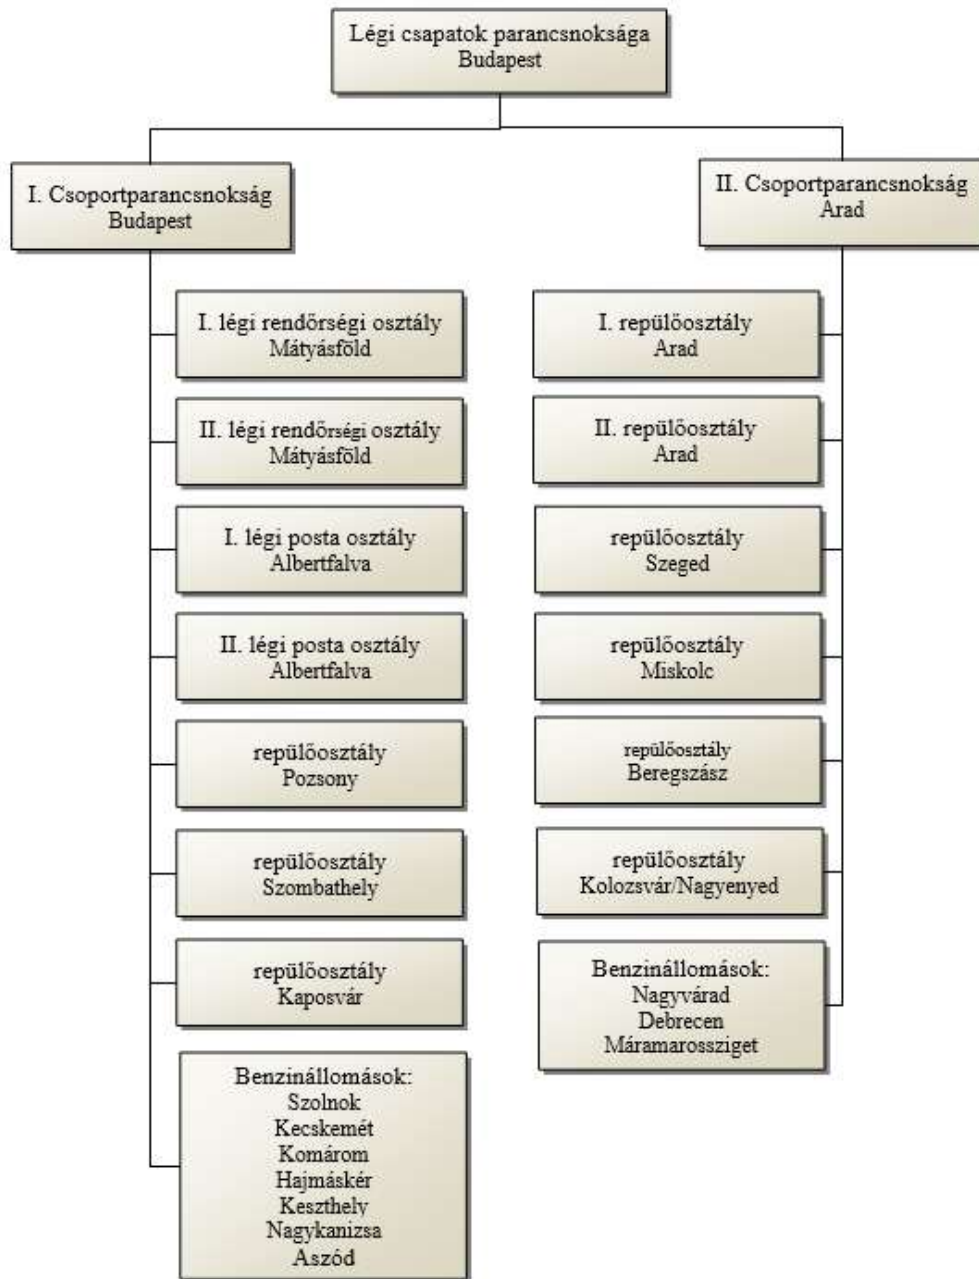 Légi csapatok parancsnoksága
Budapest
I. Csoportparancsnokság
Budapest
II. Csoportparancsnokság
Arad
I. légi rendőrségi osztály
Mátyásföld
II. légi rendőrségi osztály
Mátyásföld
I. légi posta osztály
Albertfalva
II. légi posta osztály
Albertfalva
repülőosztály
Pozsony
repülőosztály
Szombathely
repülőosztály
Kaposvár
Benzinállomások:
Szolnok
Kecskemét
Komárom
Hajmáskér
Keszthely
Nagykanizsa
Aszód
I. repülőosztály
Arad
II. repülőosztály
Arad
repülőosztály
Szeged
repülőosztály
Miskolc
repülőosztály
Beregszász
repülőosztály
Kolozsvár/Nagyenyed
Benzinállomások:
Nagyvárad
Debrecen
Máramarossziget